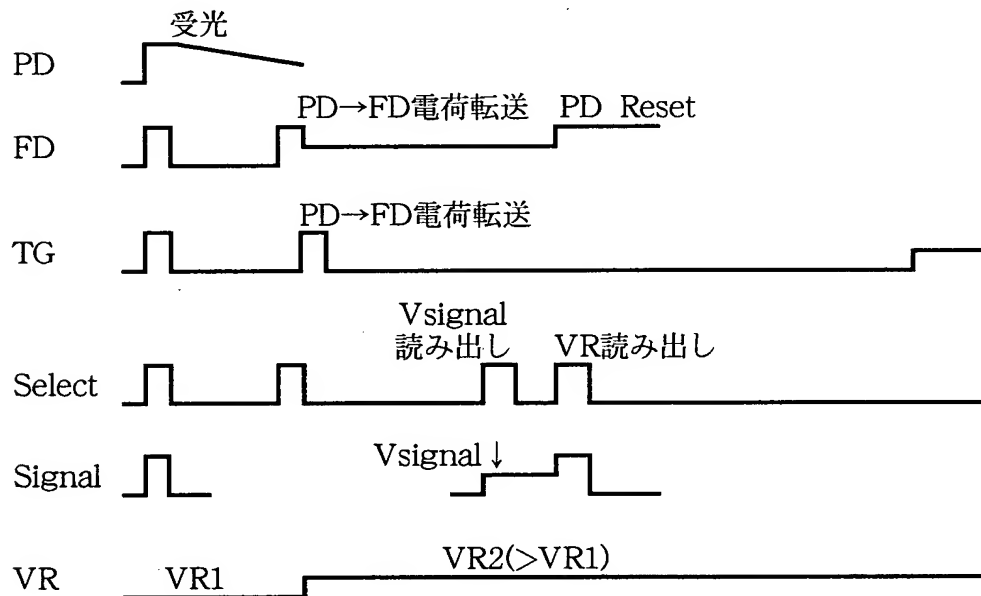 受光
PD
PD→FD電荷転送 PD Reset
FD
PD→FD電荷転送
TG
Vsignal
読み出し VR読み出し
Select
Vsignal↓
Signal
VR2(>VR1)
VR VR1